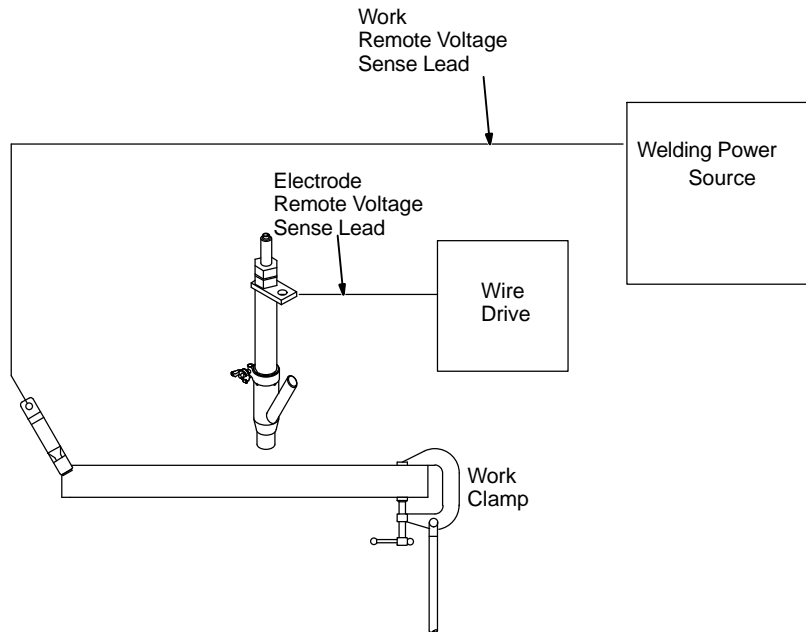 Work
Remote Voltage
Sense Lead
Welding Power
Source
Electrode
Remote Voltage
Sense Lead
Wire
Drive
Work
Clamp